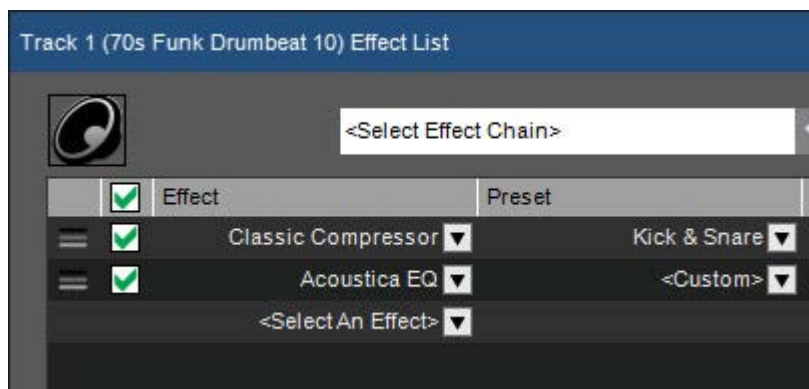 Track 1 (70s Funk Drumbeat 10) Effect List
<Select Effect Chain>
Effect Preset
Classic Compressor Kick & Snare
Acoustica EQ <Custom>
<Select An Effect>